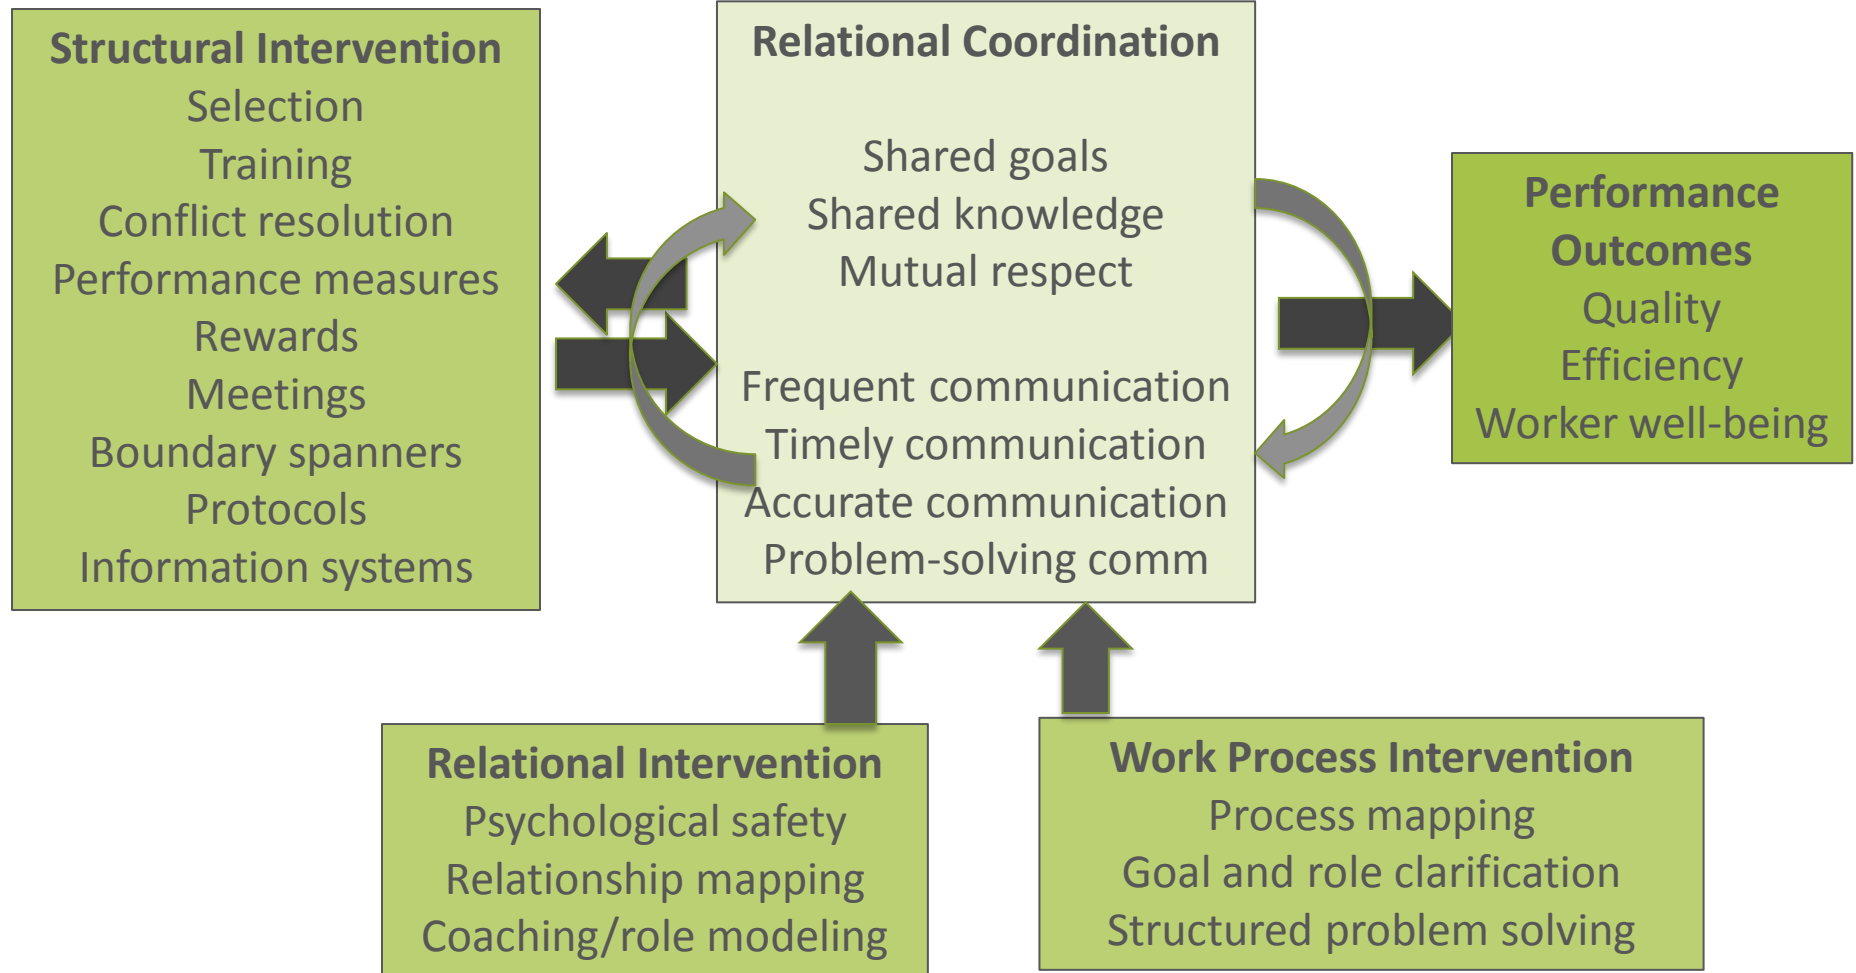 Structural Intervention
Selection
Training
Conflict resolution
Performance measures
Rewards
Meetings
Boundary spanners
Protocols
Information systems
Relational Coordination
Shared goals
Shared knowledge
Mutual respect
Frequent communication
Timely communication
Accurate communication
Problem-solving comm
Performance
Outcomes
Quality
Efficiency
Worker well-being
Relational Intervention
Psychological safety
Relationship mapping
Coaching/role modeling
Work Process Intervention
Process mapping
Goal and role clarification
Structured problem solving